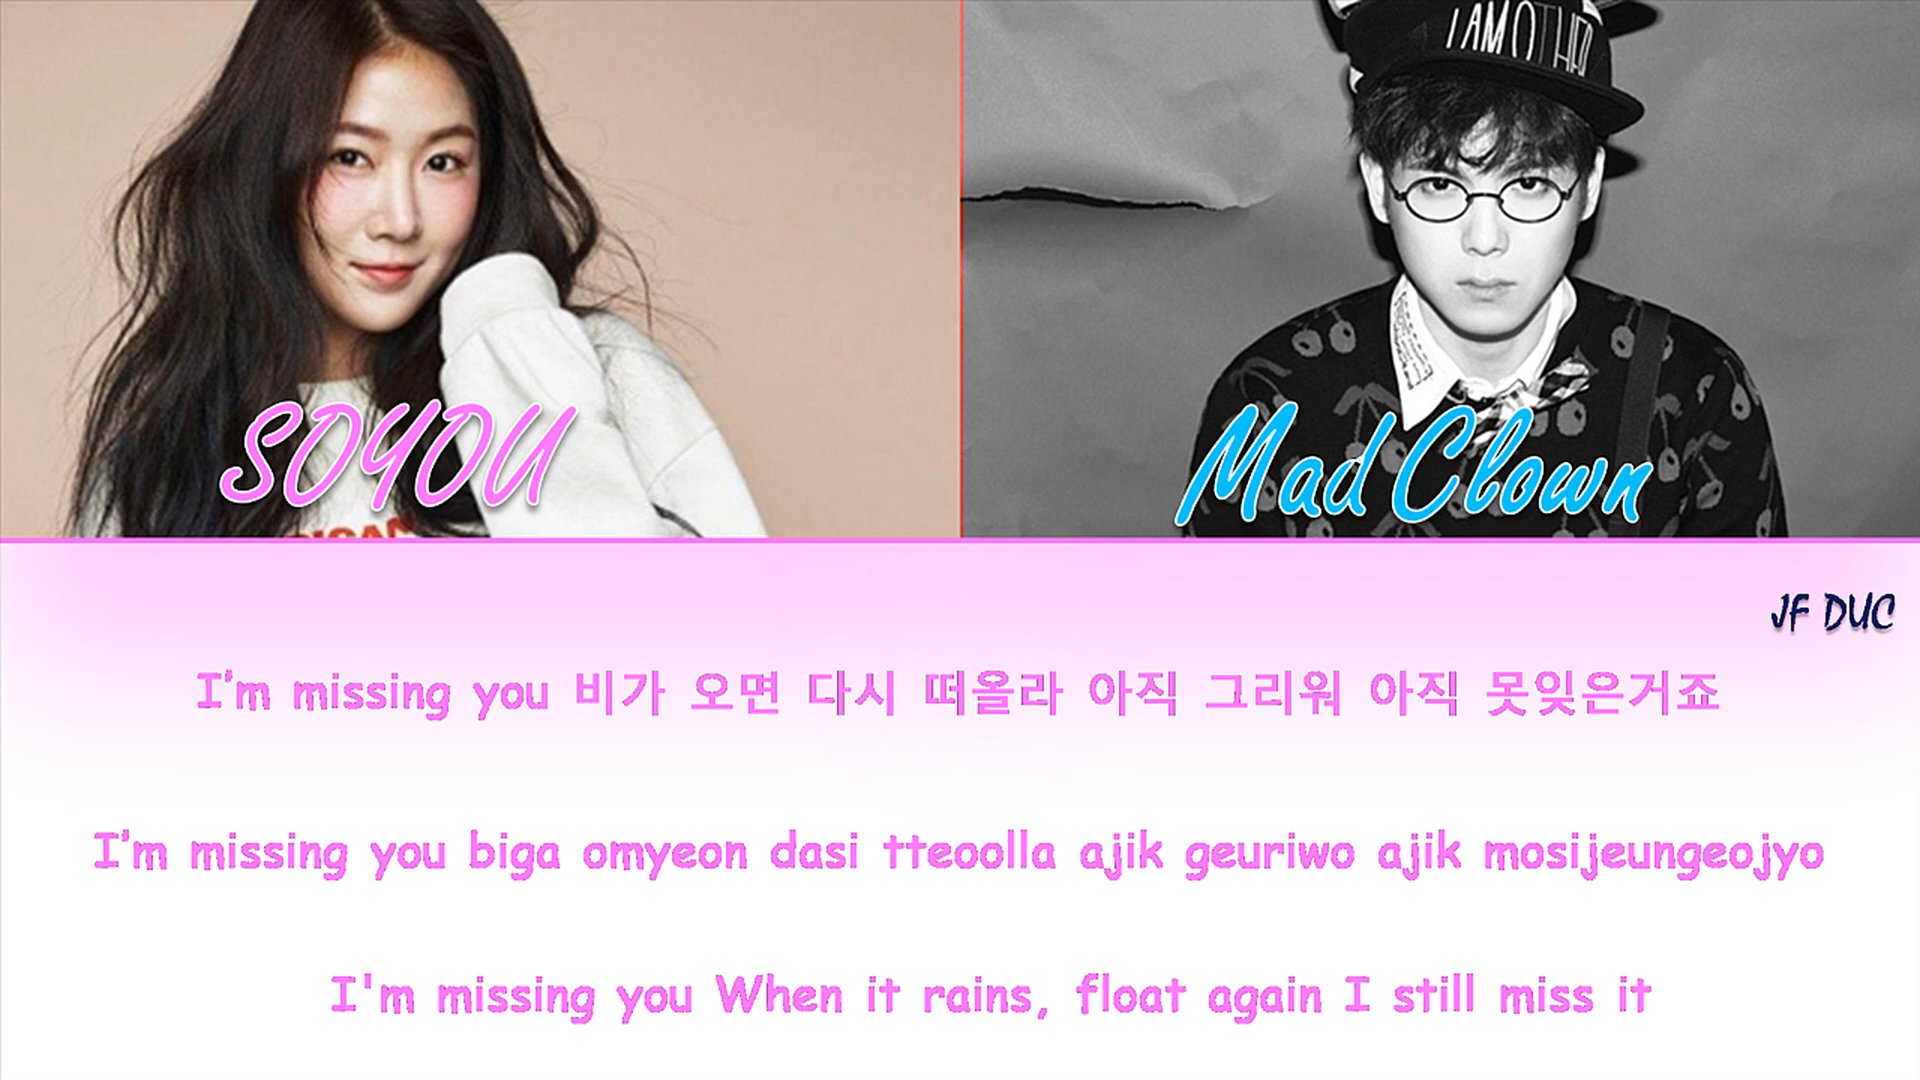 I AM OTHER
SOYOU
Mad Clown
JF DUC
I'm missing you 비가 오면 다시 떠올라 아직 그리워 아직 못잊은거죠
I'm missing you biga omyeon dasi tteoolla ajik geuriwo ajik mosijeungeojyo
I'm missing you When it rains, float again I still miss it